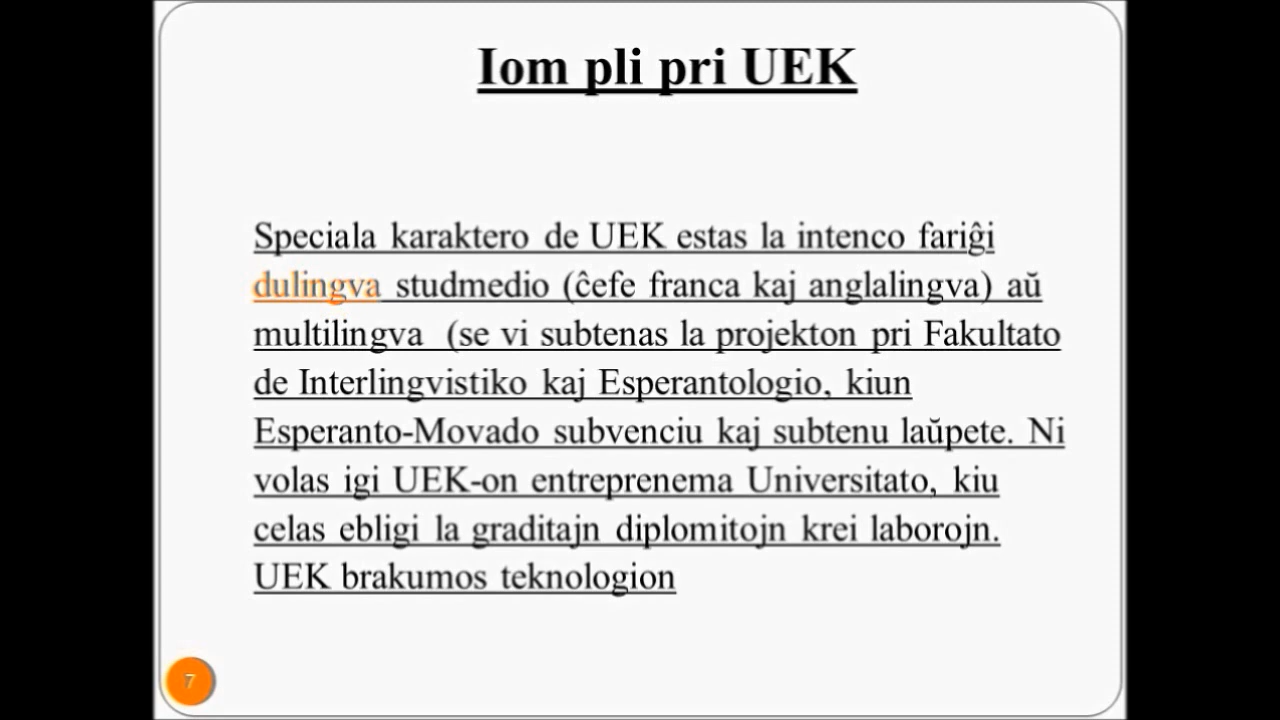 Iom pli pri UEK
Speciala karaktero de UEK estas la intenco fariĝi
dulingva studmedio (ĉefe franca kaj anglalingva) aŭ
multilingva (se vi subtenas la projekton pri Fakultato
de Interlingvistiko kaj Esperantologio, kiun
Esperanto-Movado subvenciu kaj subtenu laŭpete. Ni
volas igi UEK-on entreprenema Universitato, kiu
celas ebligi la graditajn diplomitojn krei laborojn.
UEK brakumos teknologion
7